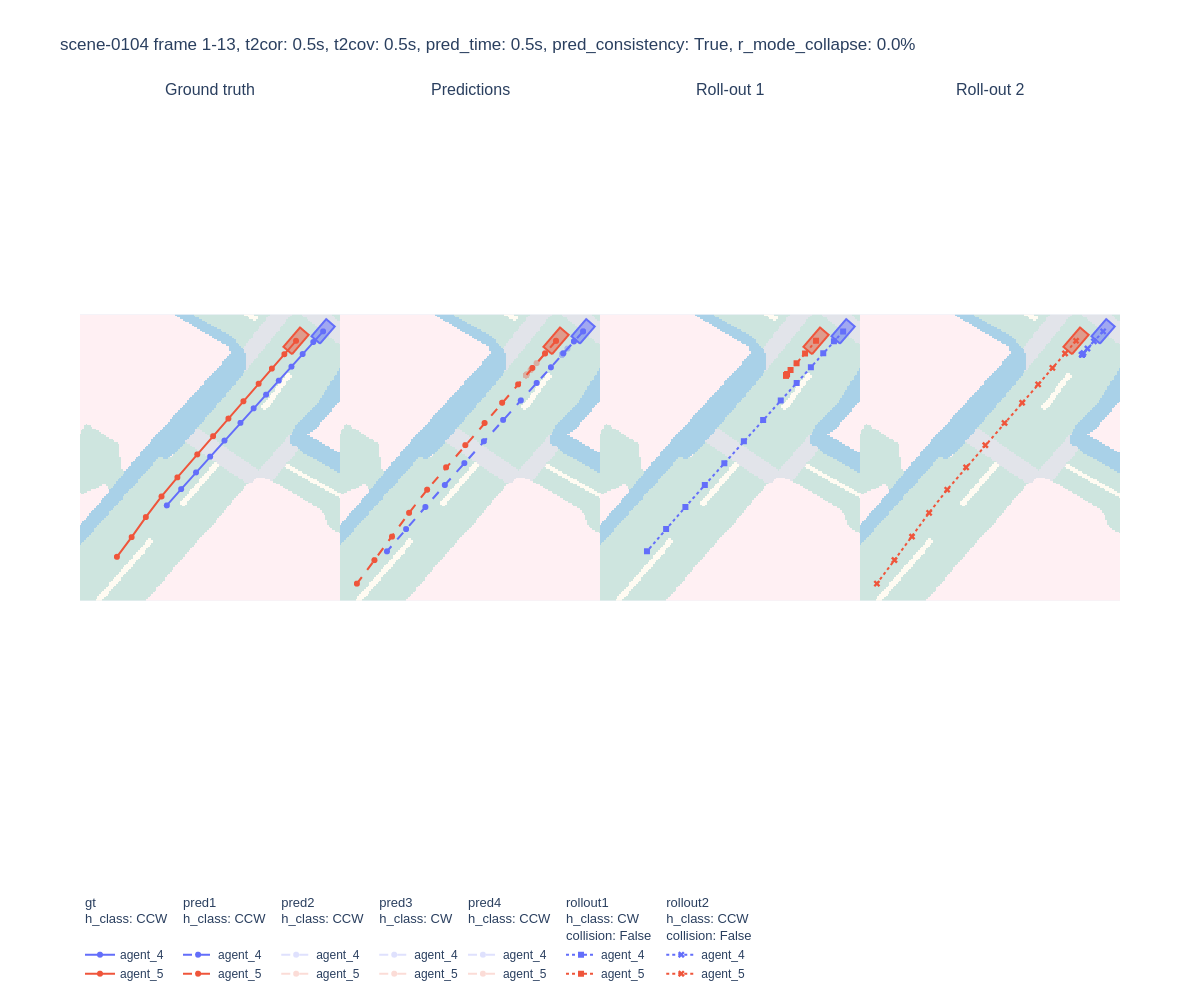 scene-0104 frame 1-13, t2cor: 0.5s, t2cov: 0.5s, pred_time: 0.5s, pred_consistency: True, r_mode_collapse: 0.0%
Ground truth
Predictions
Roll-out 1
Roll-out 2
gt
h_class: CCW
agent_4
agent_5
pred1
h_class: CCW
agent_4
agent_5
pred2
h_class: CCW
agent_4
agent_5
pred3
h_class: CW
agent_4
agent_5
pred4
h_class: CCW
agent_4
agent_5
rollout1
h_class: CW
collision: False
agent_4
agent_5
rollout2
h_class: CCW
collision: False
agent_4
agent_5